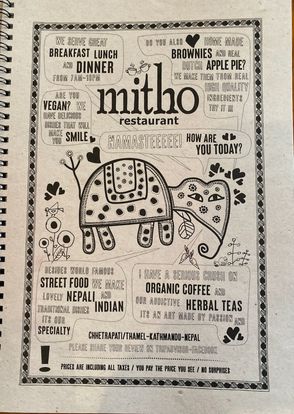 WE SERVE GREAT
BREAKFAST LUNCH
AND DINNER
FROM 7AM-10PM
DO YOU ALSO HOME MADE
BROWNIES AND REAL
DUTCH APPLE PIE?
WE MAKE THEM FROM REAL
HIGH QUALITY
INGREDIENTS
TRY IT !!!
ARE YOU
VEGAN? WE
HAVE DELICIOUS
DISHES THAT WILL
MAKE YOU SMILE
mitho
restaurant
NAMASTEEEEE!
HOW ARE
YOU TODAY?
BESIDES WORLD FAMOUS
STREET FOOD WE MAKE
LOVELY NEPALI AND
TRADITIONAL INDIAN
DISHES
IT'S OUR
SPECIALTY
I HAVE A SERIOUS CRUSH ON
ORGANIC COFFEE AND
OUR ADDICTIVE HERBAL TEAS
ITS AN ART MADE BY PASSION AND
CHHETRAPATI/THAMEL-KATHMANDU-NEPAL
PLEASE SHARE YOUR REVIEW ON TRIPADVISOR-FACEBOOK
! PRICES ARE INCLUDING ALL TAXES / YOU PAY THE PRICE YOU SEE / NO SURPRISES